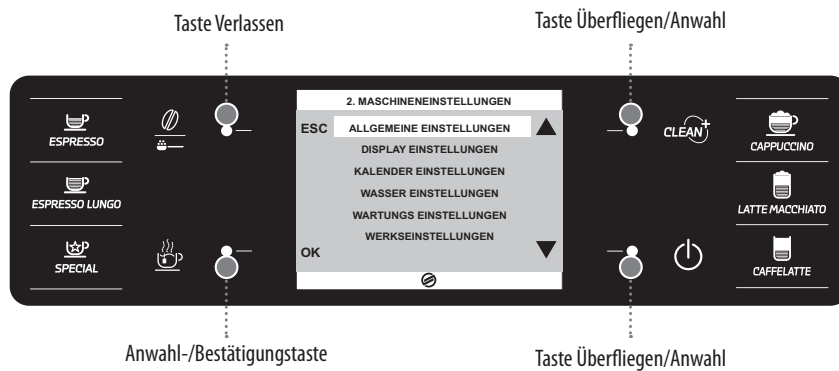 Taste Verlassen
Taste Überfliegen/Anwahl
2. MASCHINENEINSTELLUNGEN
ESC
ALLGEMEINE EINSTELLUNGEN
DISPLAY EINSTELLUNGEN
KALENDER EINSTELLUNGEN
WASSER EINSTELLUNGEN
WARTUNGS EINSTELLUNGEN
WERKSEINSTELLUNGEN
OK
ESPRESSO
ESPRESSO LUNGO
SPECIAL
CLEAN+
CAPPUCCINO
LATTE MACCHIATO
CAFFELATTE
Anwahl-/Bestätigungstaste
Taste Überfliegen/Anwahl